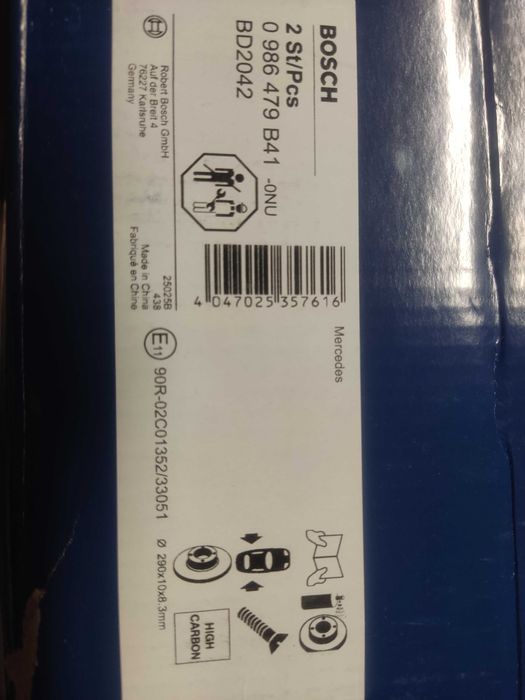 BOSCH
2 St/Pcs
0 986 479 B41 -0NU
BD2042
Robert Bosch GmbH
Auf der Breit 4
76227 Karlsruhe
Germany
25025B
438
Made in China
Fabriqué en Chine
4 047025 357616
Mercedes
E11 90R-02C01352/33051
Ø 290x10x8,3mm
HIGH
CARBON